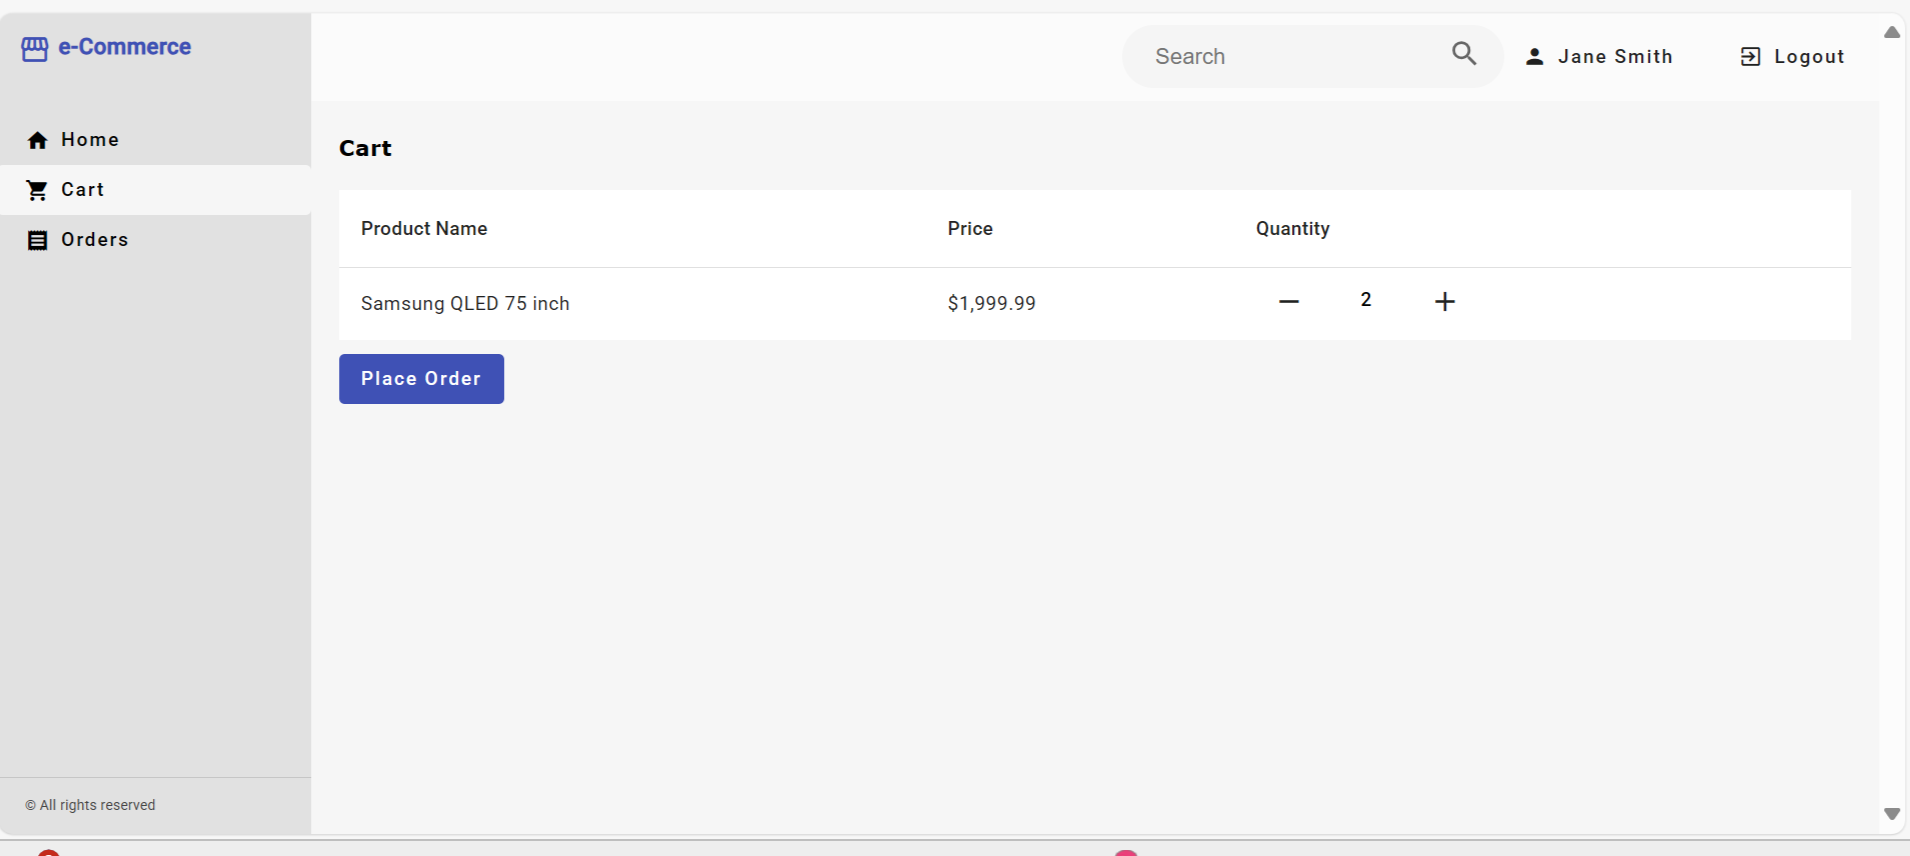 e-Commerce
Search
Jane Smith
Logout
Home
Cart
Orders
Cart
Product Name Price Quantity
Samsung QLED 75 inch $1,999.99 2
Place Order
© All rights reserved